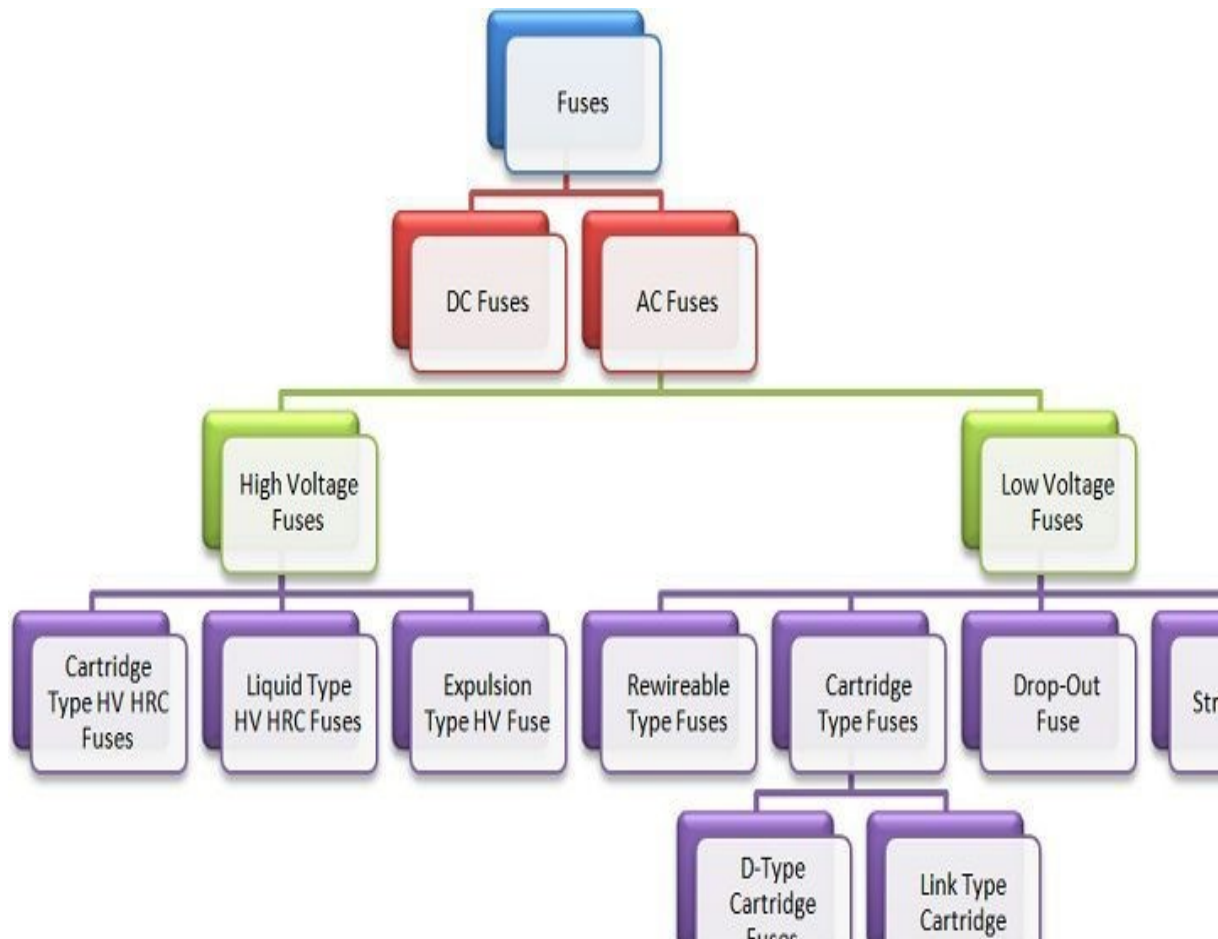 Fuses
DC Fuses
AC Fuses
High Voltage
Fuses
Low Voltage
Fuses
Cartridge
Type HV HRC
Fuses
Liquid Type
HV HRC Fuses
Expulsion
Type HV Fuse
Rewireable
Type Fuses
Cartridge
Type Fuses
Drop-Out
Fuse
D-Type
Cartridge
Fuses
Link Type
Cartridge